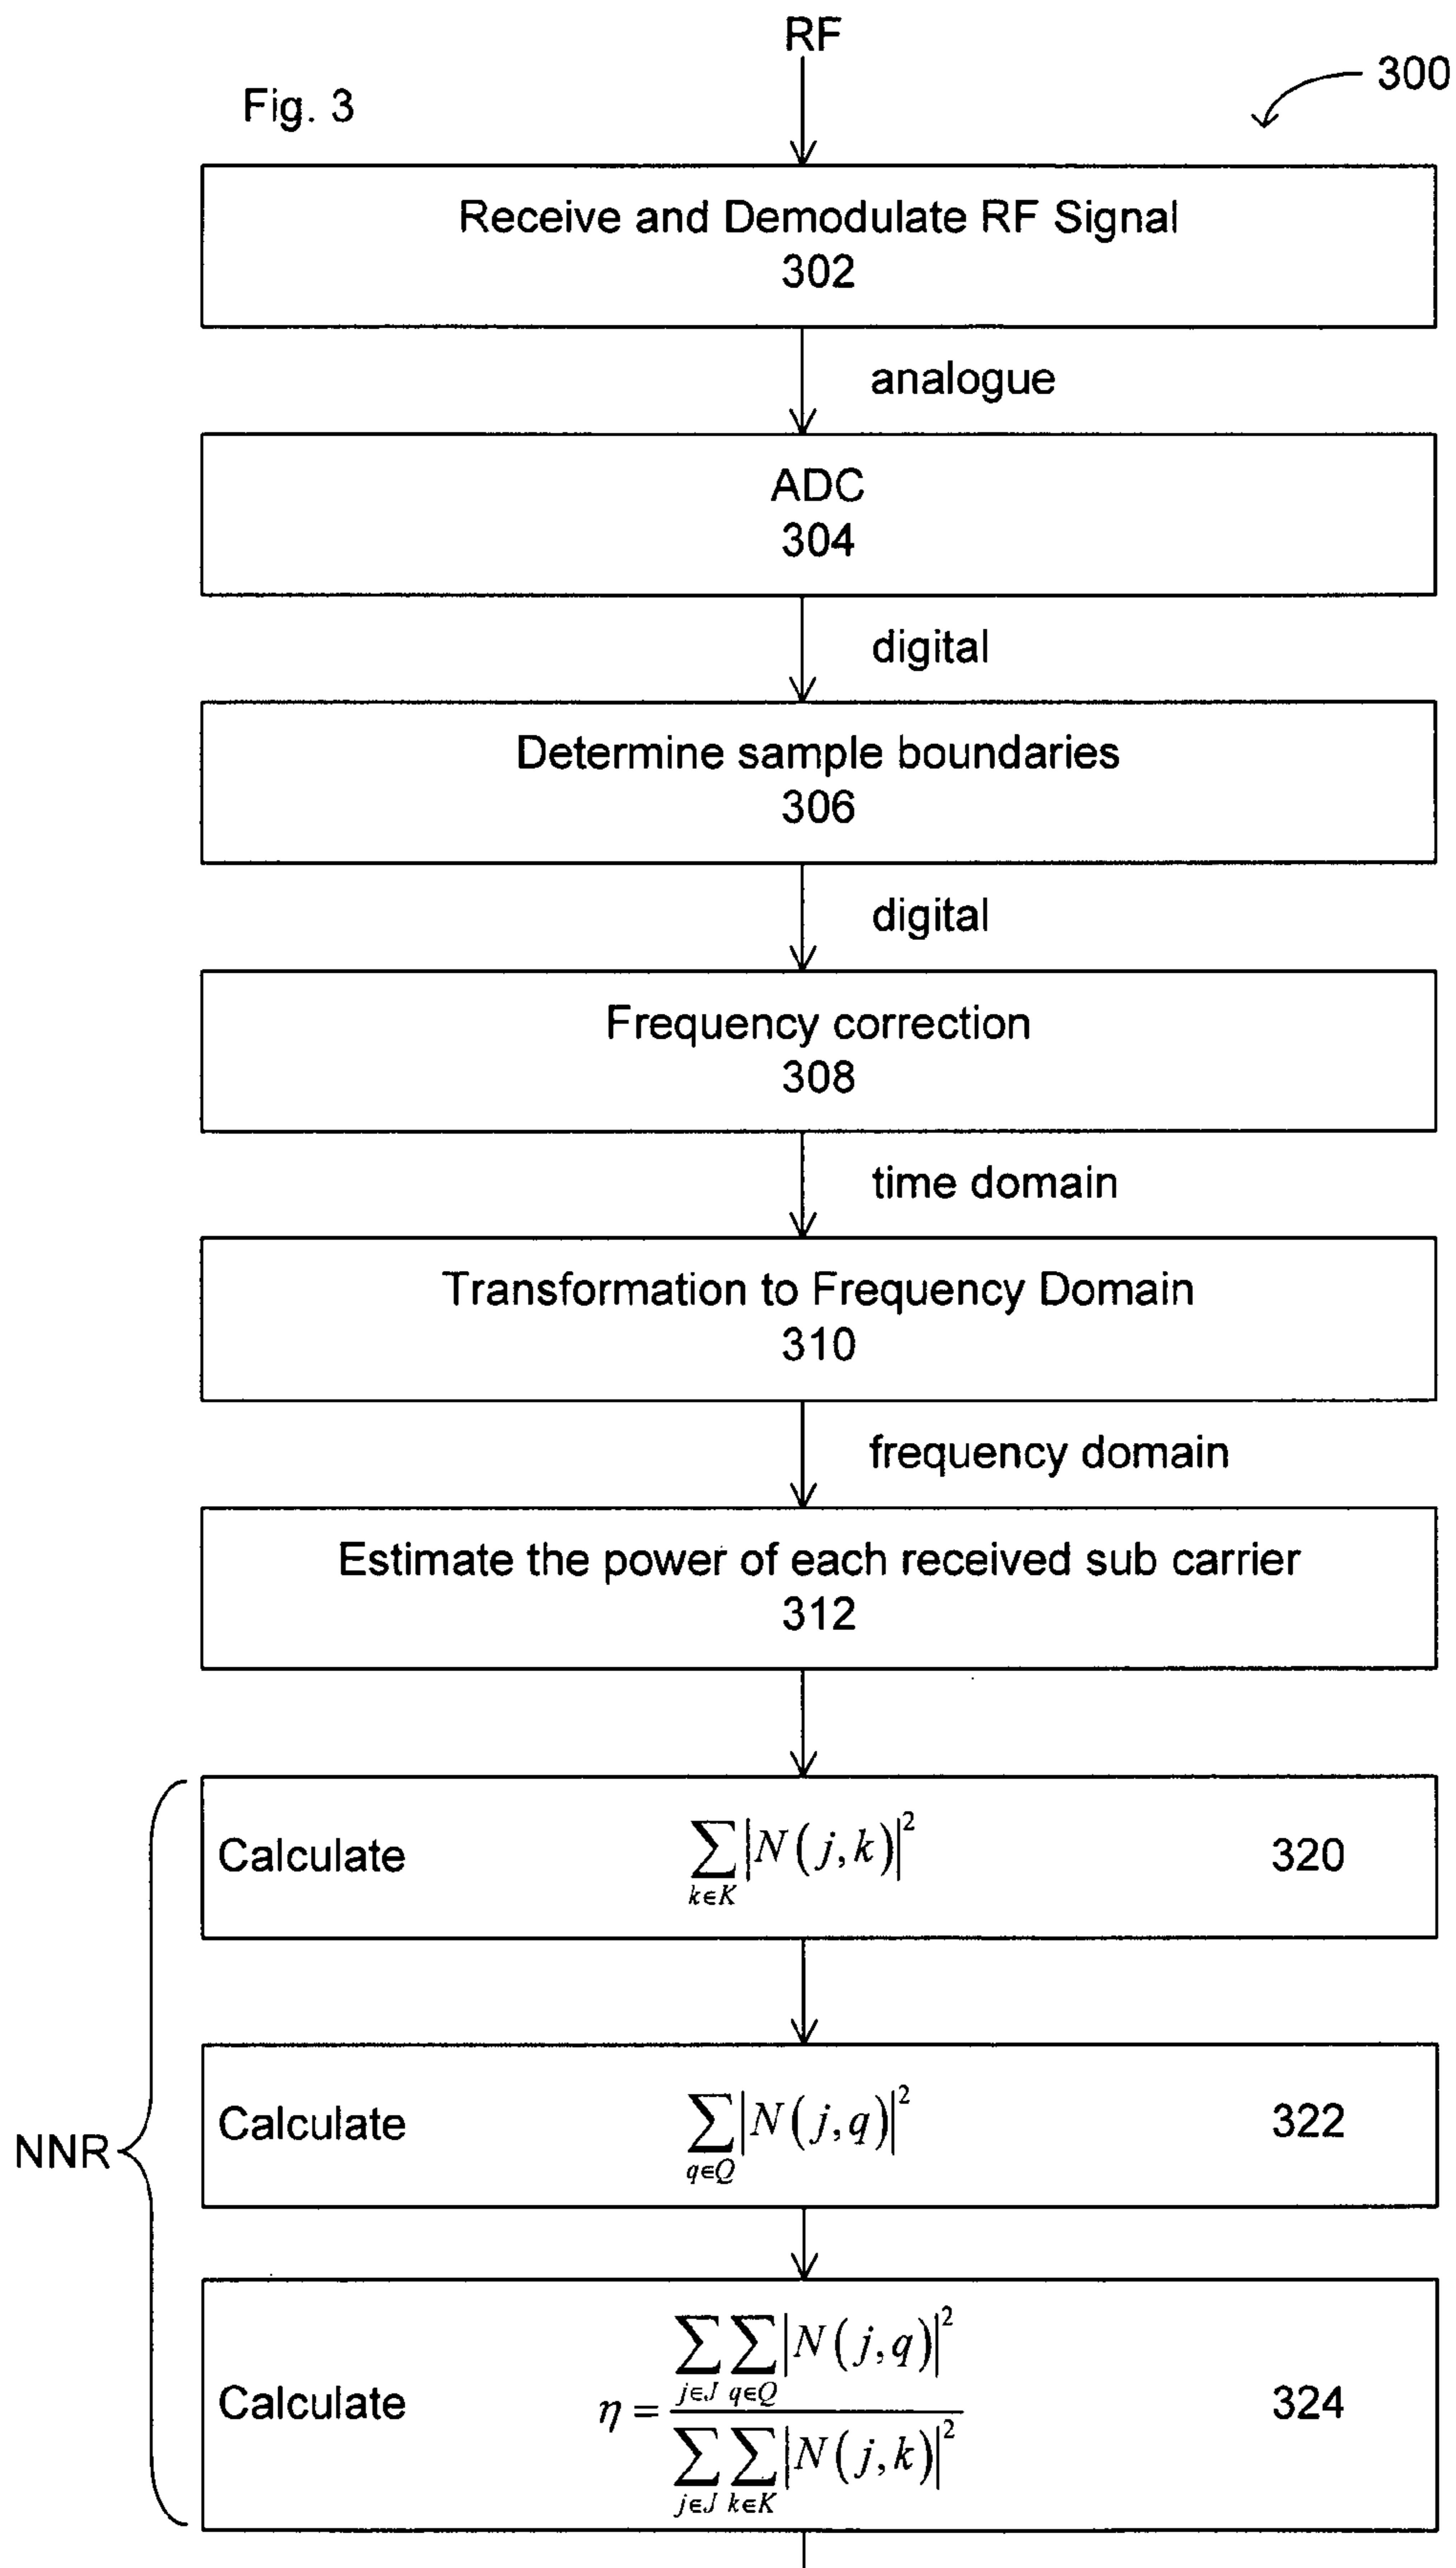 RF
300
Fig. 3
Receive and Demodulate RF Signal
302
analogue
ADC
304
digital
Determine sample boundaries
306
digital
Frequency correction
308
time domain
Transformation to Frequency Domain
310
frequency domain
Estimate the power of each received sub carrier
312
Calculate ∑_{k∈K}|N(j,k)|² 320
Calculate ∑_{q∈Q}|N(j,q)|² 322
NNR
Calculate η = ∑_{j∈J}∑_{q∈Q}|N(j,q)|² / ∑_{j∈J}∑_{k∈K}|N(j,k)|² 324